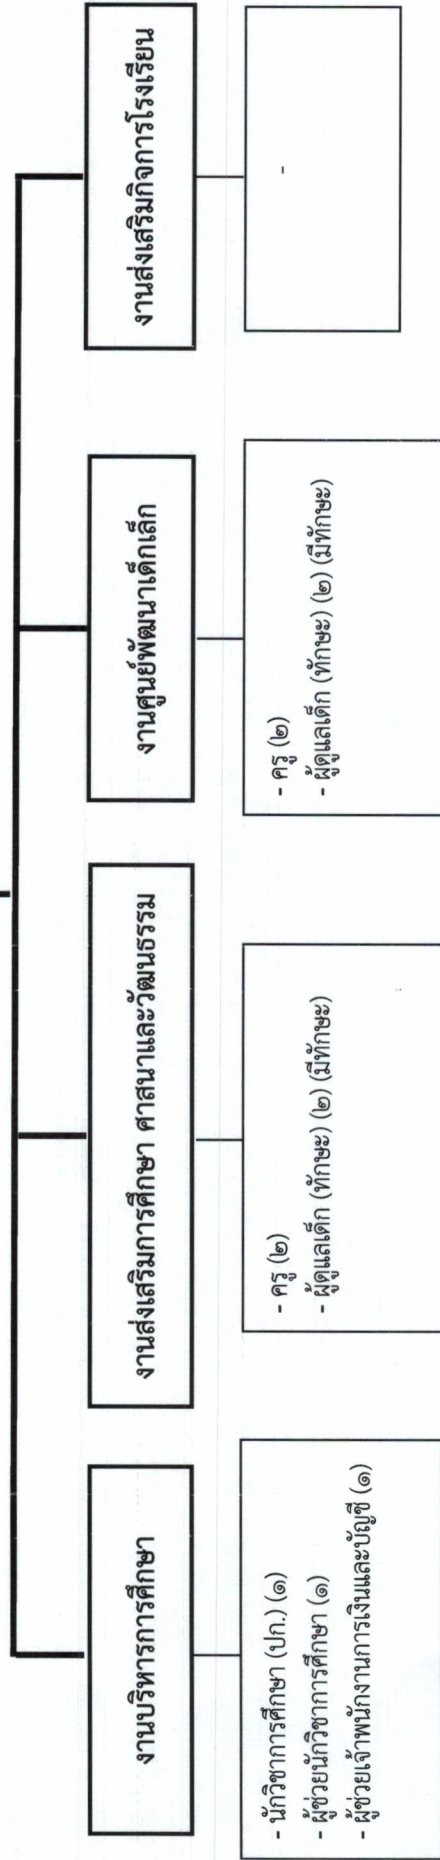 งานบริหารการศึกษา
- นักวิชาการศึกษา (ปก.) (๑)
- ผู้ช่วยนักวิชาการศึกษา (๑)
- ผู้ช่วยเจ้าพนักงานการเงินและบัญชี (๑)
งานส่งเสริมการศึกษา ศาสนาและวัฒนธรรม
- ครู (๒)
- ผู้ดูแลเด็ก (ทักษะ) (๒) (มีทักษะ)
งานศูนย์พัฒนาเด็กเล็ก
- ครู (๒)
- ผู้ดูแลเด็ก (ทักษะ) (๒) (มีทักษะ)
งานส่งเสริมกิจการโรงเรียน
-